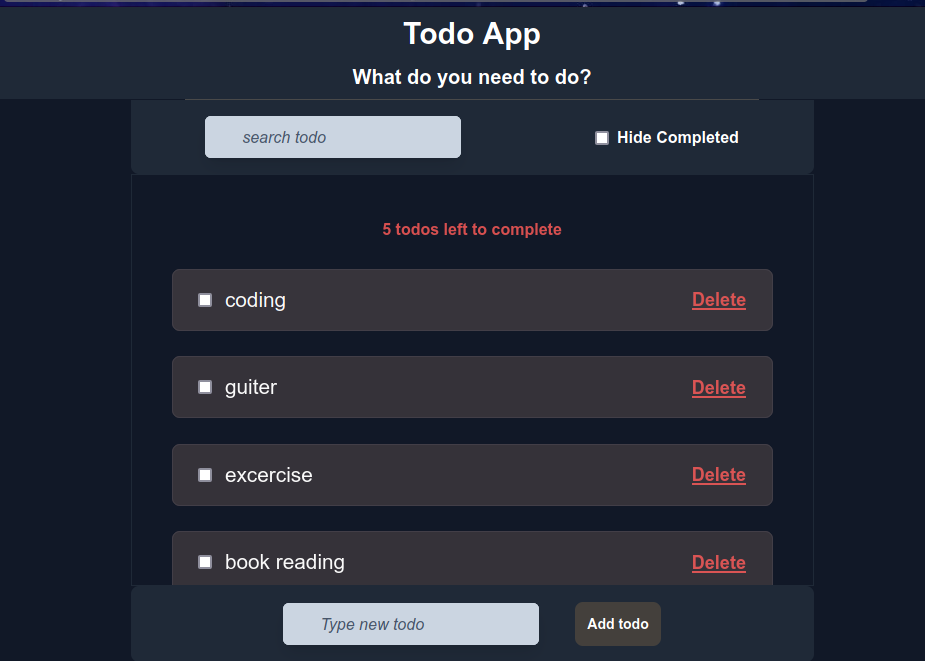 Todo App
What do you need to do?
search todo
Hide Completed
5 todos left to complete
coding Delete
guiter Delete
excercise Delete
book reading Delete
Type new todo
Add todo